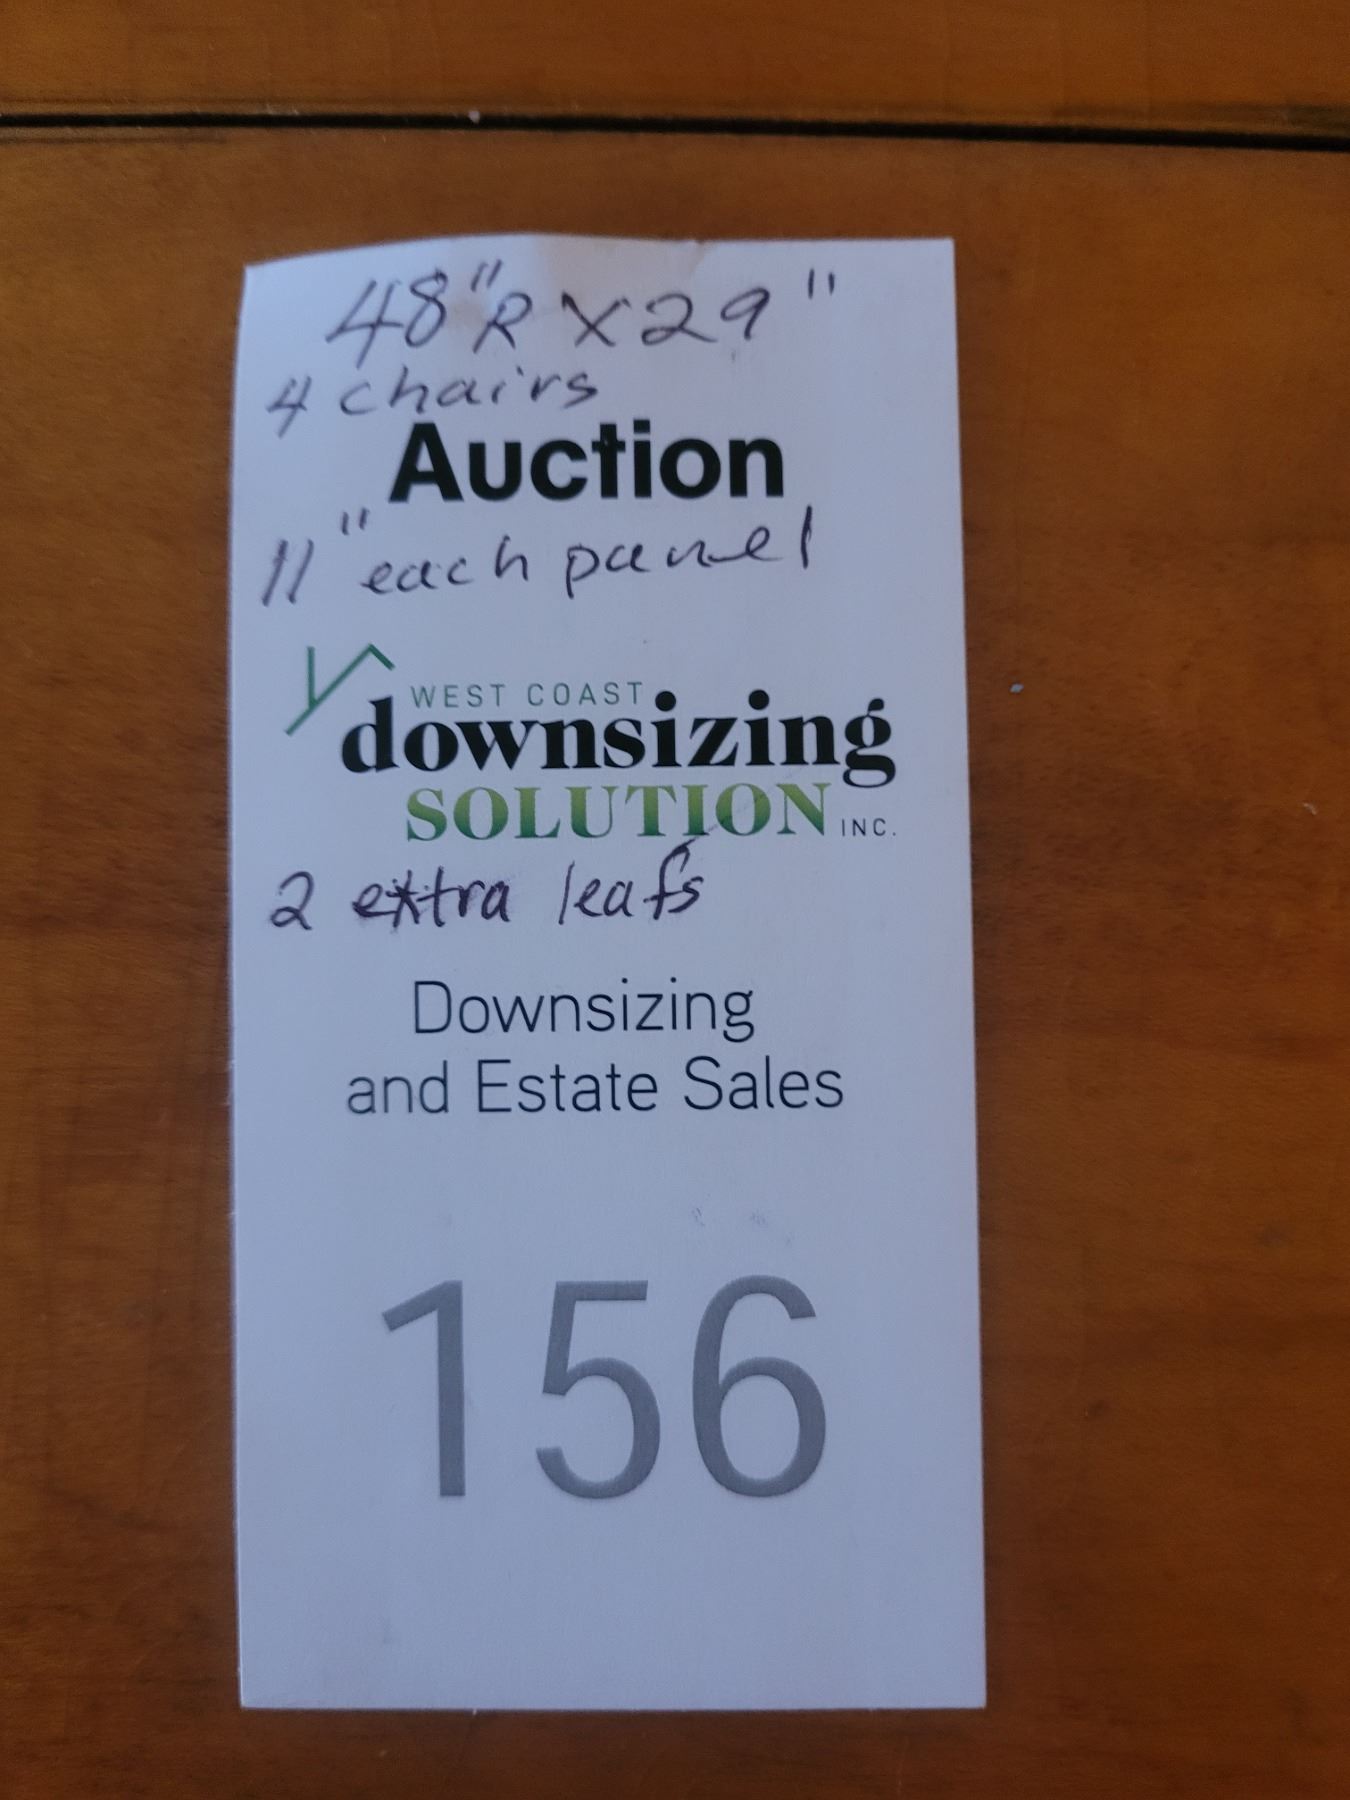 48"R X 29"
4 chairs
Auction
11" each panel
WEST COAST
downsizing
SOLUTION INC.
2 extra leafs
Downsizing
and Estate Sales
156